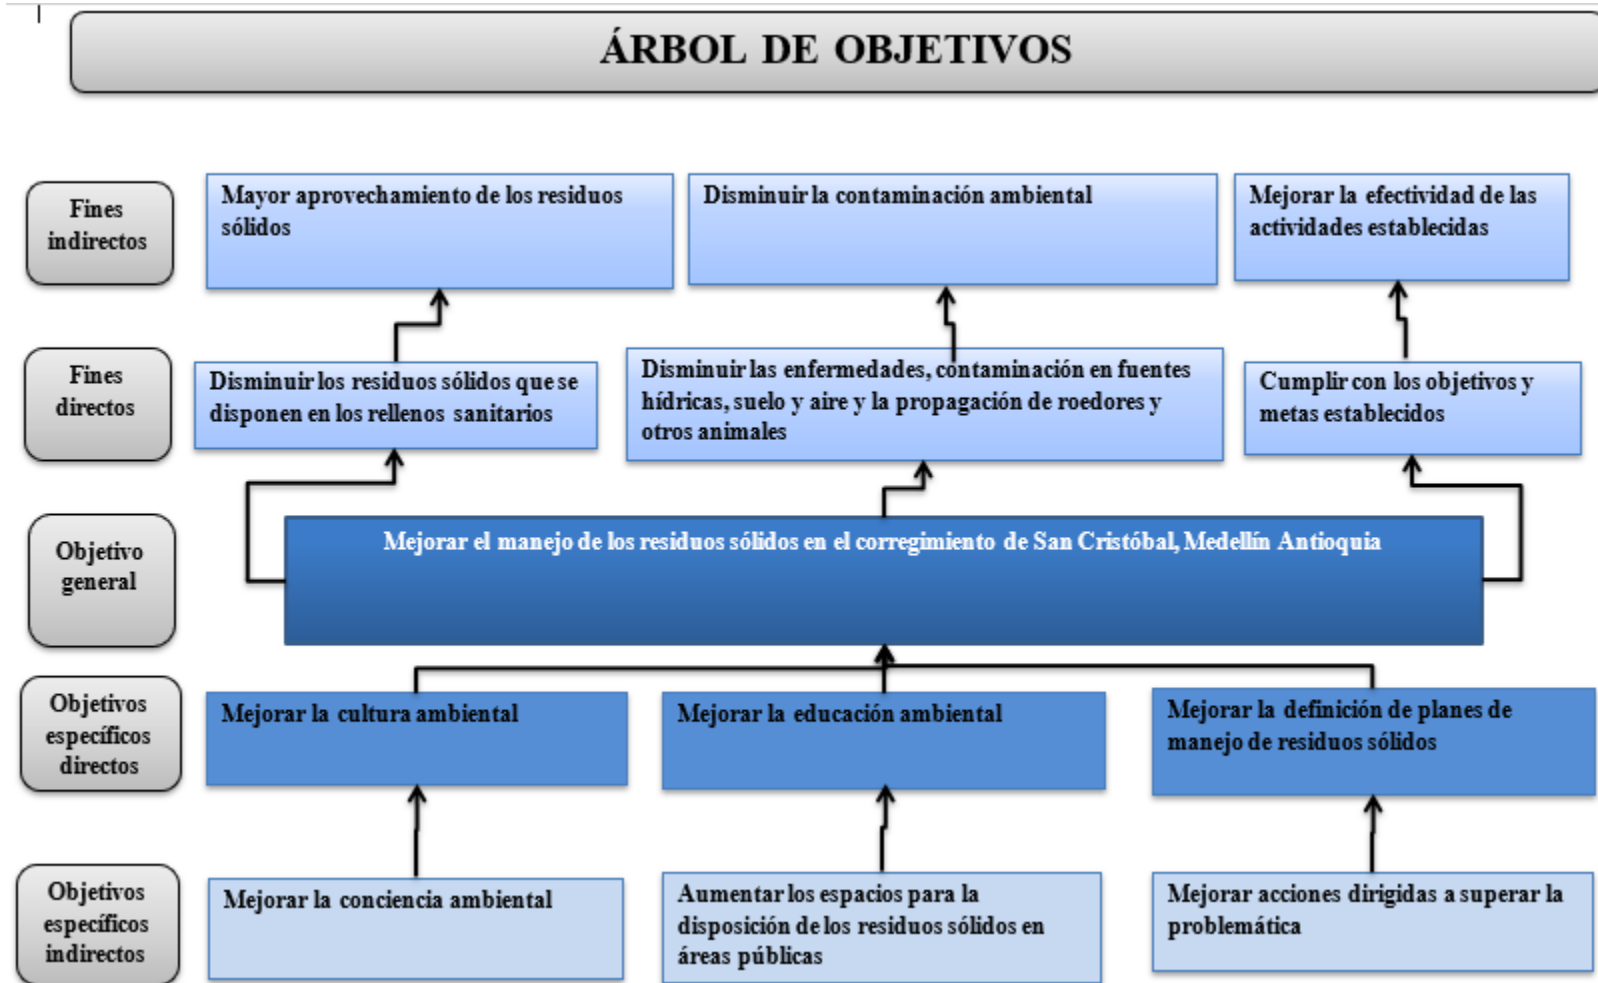 ÁRBOL DE OBJETIVOS
Fines
indirectos
Mayor aprovechamiento de los residuos
sólidos
Disminuir la contaminación ambiental
Mejorar la efectividad de las
actividades establecidas
Fines
directos
Disminuir los residuos sólidos que se
disponen en los rellenos sanitarios
Disminuir las enfermedades, contaminación en fuentes
hídricas, suelo y aire y la propagación de roedores y
otros animales
Cumplir con los objetivos y
metas establecidos
Objetivo
general
Mejorar el manejo de los residuos sólidos en el corregimiento de San Cristóbal, Medellín Antioquia
Objetivos
específicos
directos
Mejorar la cultura ambiental
Mejorar la educación ambiental
Mejorar la definición de planes de
manejo de residuos sólidos
Objetivos
específicos
indirectos
Mejorar la conciencia ambiental
Aumentar los espacios para la
disposición de los residuos sólidos en
áreas públicas
Mejorar acciones dirigidas a superar la
problemática